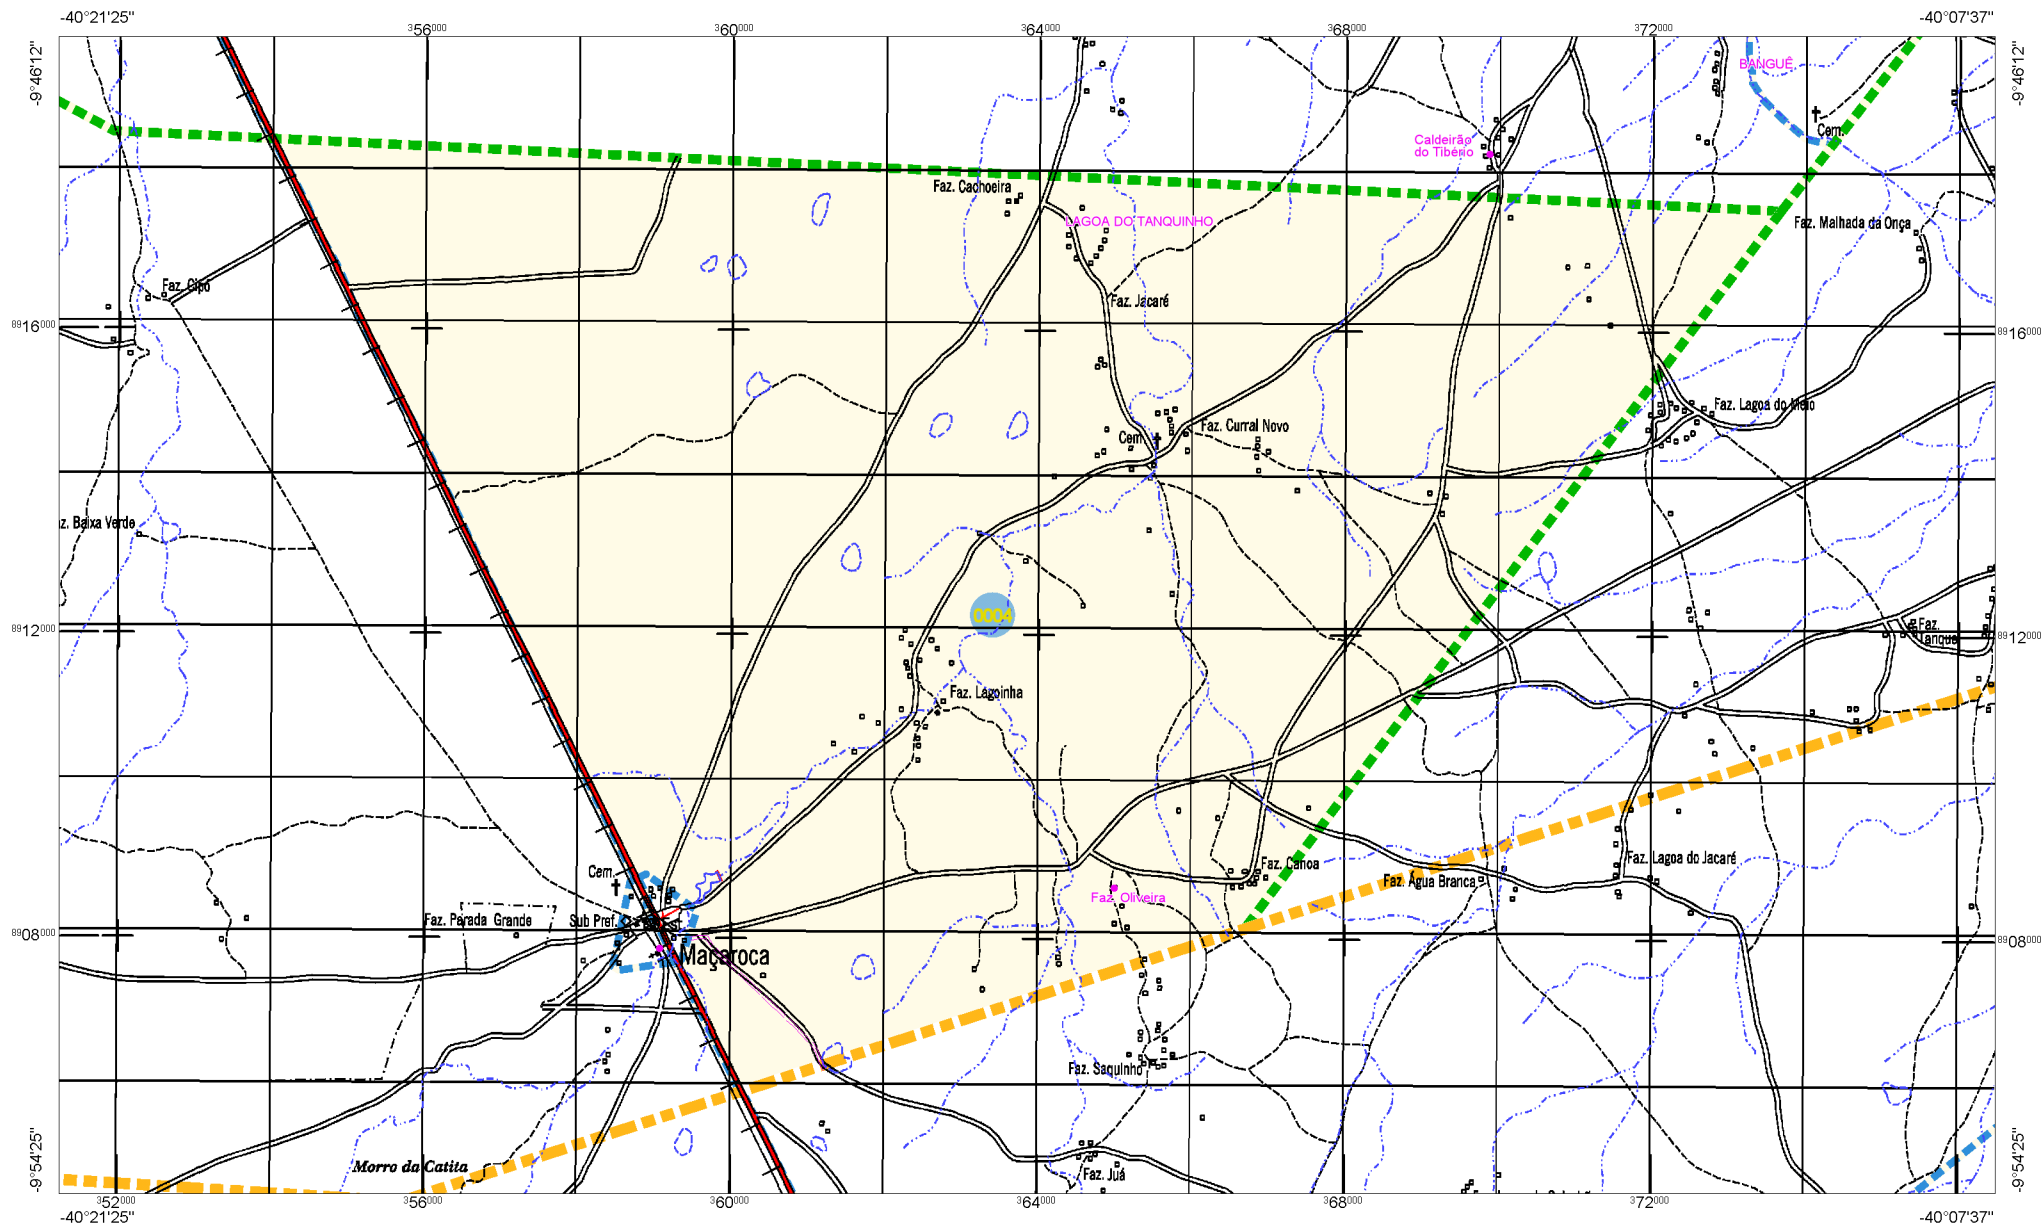 -40°21'25"
-40°07'37"
356000
360000
364000
368000
372000
-9°46'12"
-9°46'12"
BANGUÊ
Cem.
Caldeirão
do Tibério
Faz. Cachoeira
LAGOA DO TANQUINHO
Faz. Malhada da Onça
Faz. Cipó
Faz. Jacaré
8916000
8916000
Faz. Lagoa do Meio
Faz. Curral Novo
Cem.
z. Baixa Verde
0004
8912000
8912000
Faz.
Tanque
Faz. Lagoinha
Faz. Lagoa do Jacaré
Faz. Canoa
Cem.
Faz. Água Branca
Faz. Oliveira
Faz. Parada Grande
Sub Pref.
8908000
8908000
Maçaroca
Faz. Saquinho
Morro da Catita
Faz. Juá
-9°54'25"
-9°54'25"
352000
356000
360000
364000
368000
372000
-40°21'25"
-40°07'37"